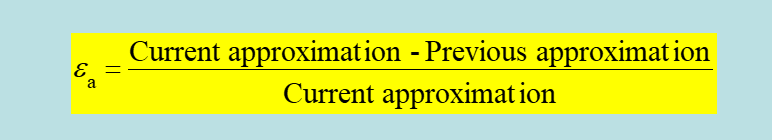 ε_a = (Current approximation - Previous approximation) / (Current approximation)